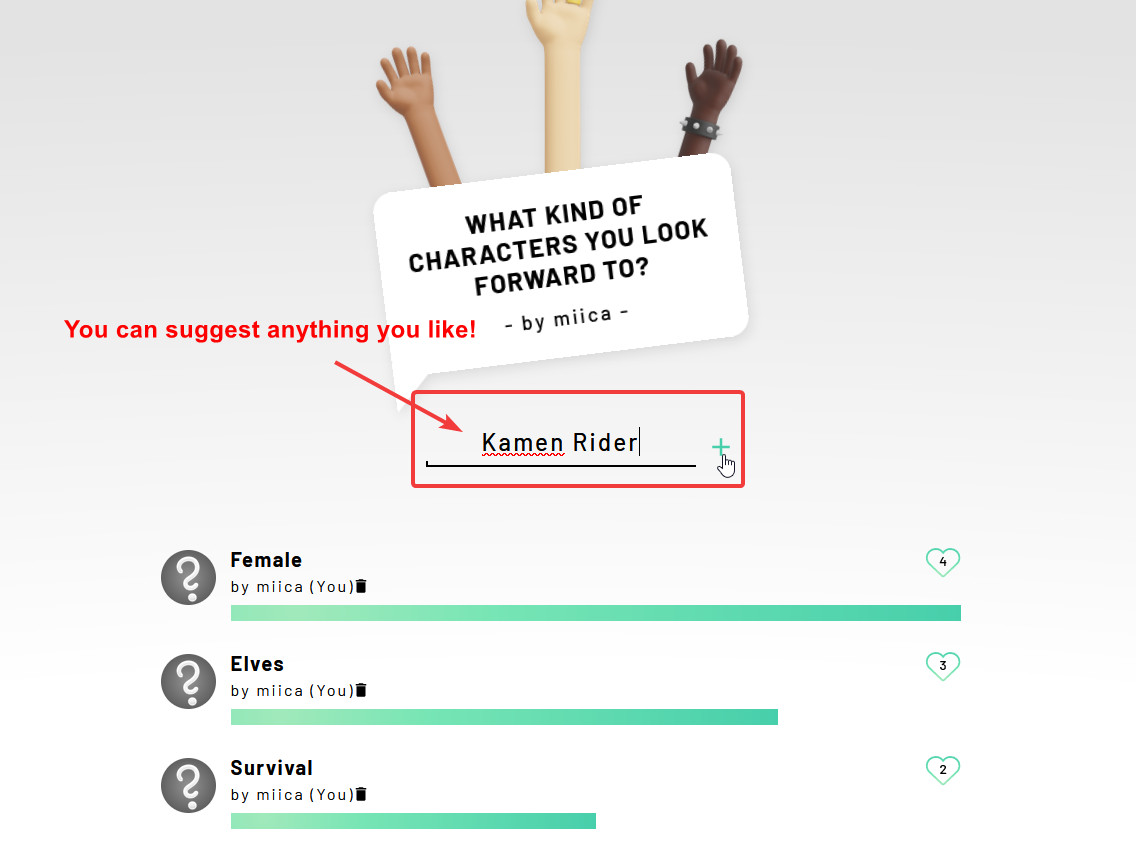 WHAT KIND OF
CHARACTERS YOU LOOK
FORWARD TO?
- by miica -
You can suggest anything you like!
Kamen Rider
Female
4
by miica (You)
Elves
3
by miica (You)
Survival
2
by miica (You)